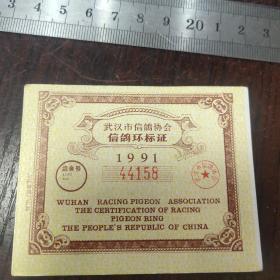 武汉市信鸽协会
信鸽环标证
1991
44158
WUHAN RACING PIGEON ASSOCIATION
THE CERTIFICATION OF RACING
PIGEON RING
THE PEOPLE'S REPUBLIC OF CHINA